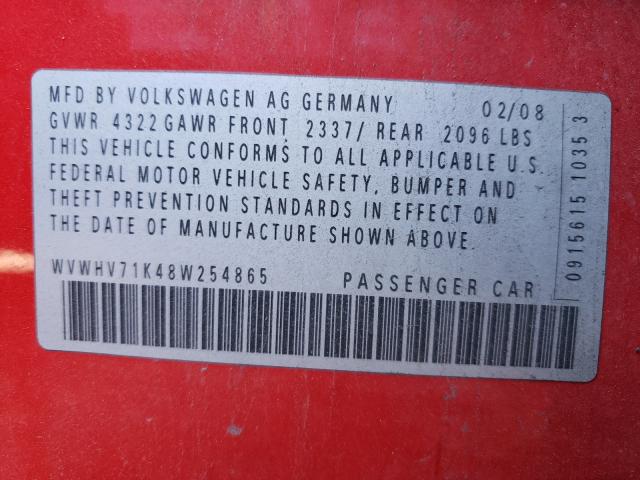 MFD BY VOLKSWAGEN AG GERMANY 02/08
GVWR 4322 GAWR FRONT 2337/ REAR 2096 LBS
THIS VEHICLE CONFORMS TO ALL APPLICABLE U.S.
FEDERAL MOTOR VEHICLE SAFETY, BUMPER AND
THEFT PREVENTION STANDARDS IN EFFECT ON
THE DATE OF MANUFACTURE SHOWN ABOVE.
WVWHV71K48W254865 PASSENGER CAR
0915615 1035 3